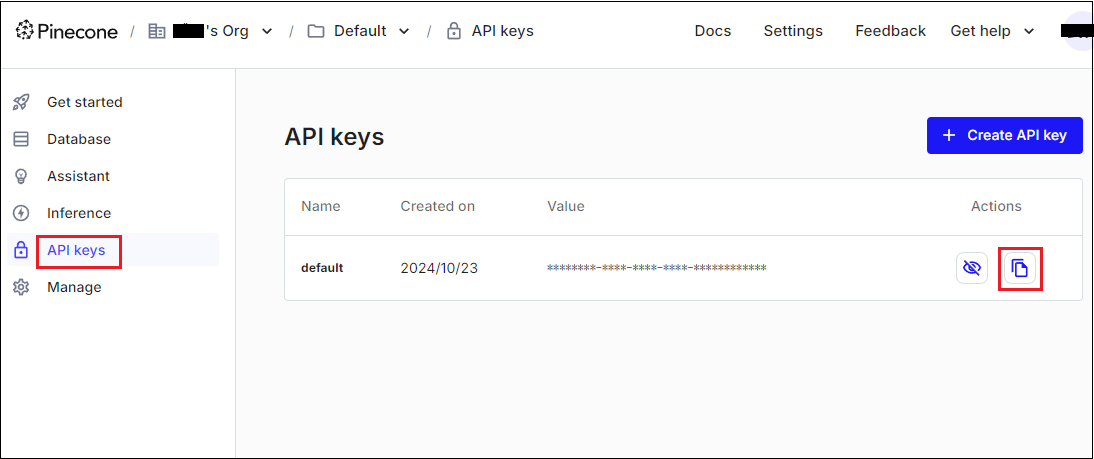 Pinecone / 's Org / Default / API keys Docs Settings Feedback Get help
Get started
Database
Assistant
Inference
API keys
Manage
API keys
+ Create API key
Name Created on Value Actions
default 2024/10/23 ********-****-****-****-************